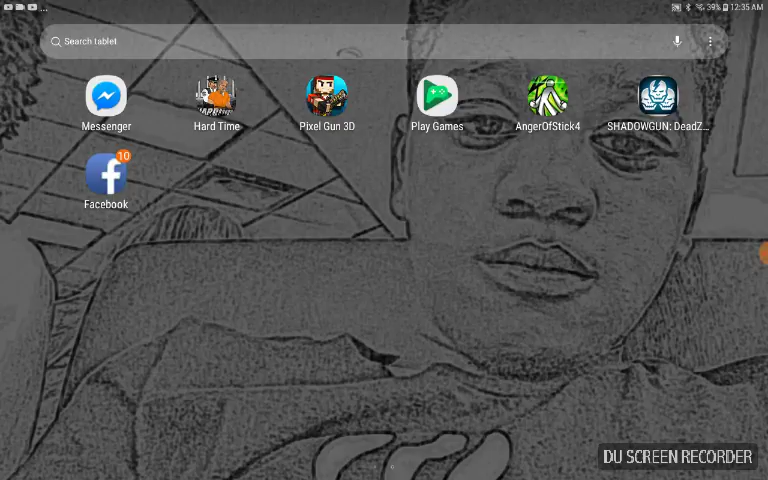 ... 39% 12:35 AM
Search tablet
Messenger
Hard Time
Pixel Gun 3D
Play Games
AngerOfStick4
SHADOWGUN: DeadZ...
10
Facebook
DU SCREEN RECORDER